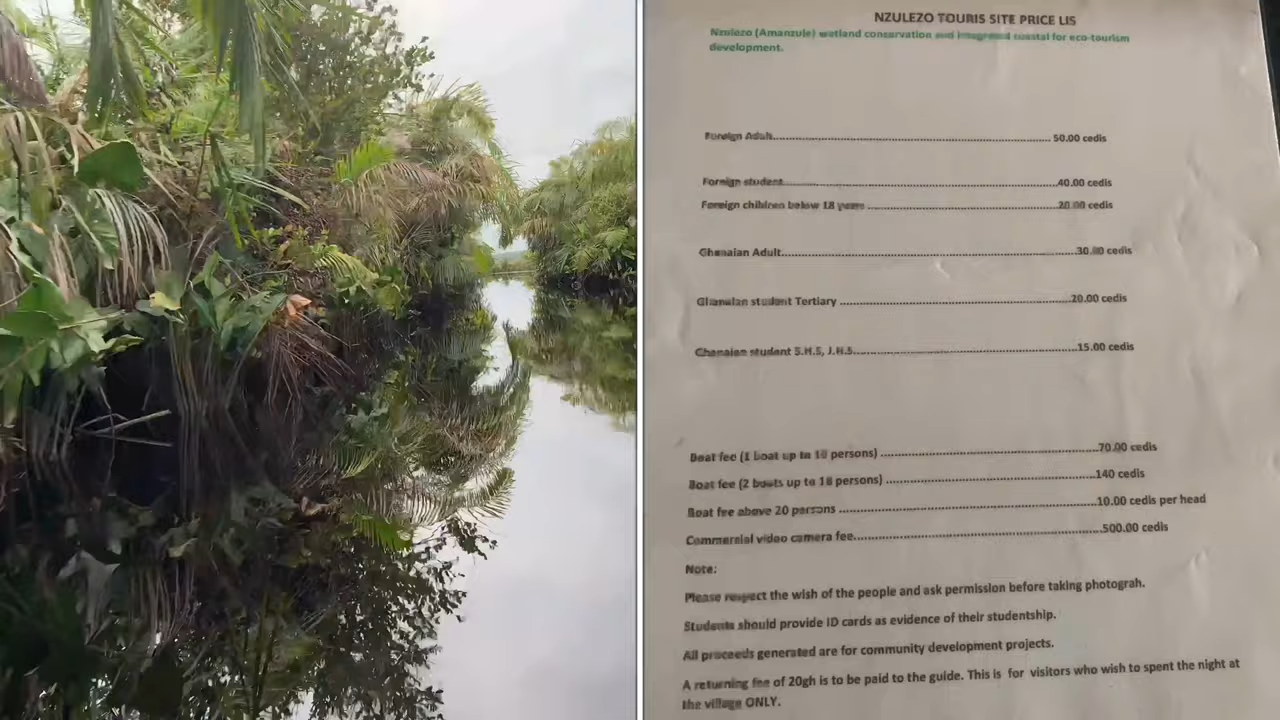 NZULEZO TOURIS SITE PRICE LIS
Nzulezo (Amanzule) wetland conservation and integrated coastal for eco-tourism
development.
Foreign Adult.......................................................................... 50.00 cedis
Foreign student.......................................................................40.00 cedis
Foreign children below 18 years ..................................................20.00 cedis
Ghanaian Adult..........................................................................30.00 cedis
Ghanaian student Tertiary ...........................................................20.00 cedis
Ghanaian student S.H.S, J.H.S.........................................................15.00 cedis
Boat fee (1 boat up to persons) .......................................................70.00 cedis
Boat fee (2 boats up to persons) .....................................................140 cedis
Boat fee above 20 persons ................................................................10.00 cedis per head
Commercial video camera fee..............................................................500.00 cedis
Note:
Please respect the wish of the people and ask permission before taking photograh.
Students should provide ID cards as evidence of their studentship.
All proceeds generated are for community development projects.
A returning fee of 20gh is to be paid to the guide. This is for visitors who wish to spent the night at
the village ONLY.